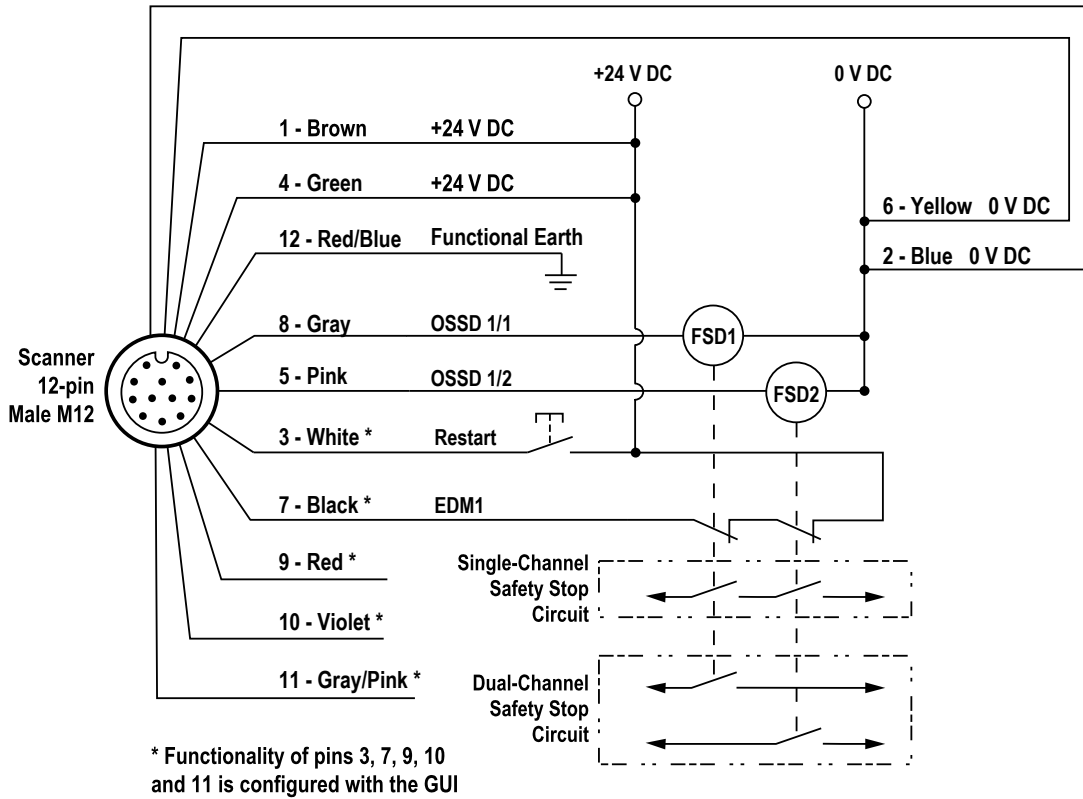 +24 V DC
0 V DC
1 - Brown +24 V DC
4 - Green +24 V DC
6 - Yellow 0 V DC
12 - Red/Blue Functional Earth
2 - Blue 0 V DC
8 - Gray OSSD 1/1
FSD1
Scanner
12-pin
Male M12
5 - Pink OSSD 1/2
FSD2
3 - White * Restart
7 - Black * EDM1
9 - Red *
Single-Channel
Safety Stop
Circuit
10 - Violet *
11 - Gray/Pink *
Dual-Channel
Safety Stop
Circuit
* Functionality of pins 3, 7, 9, 10
and 11 is configured with the GUI